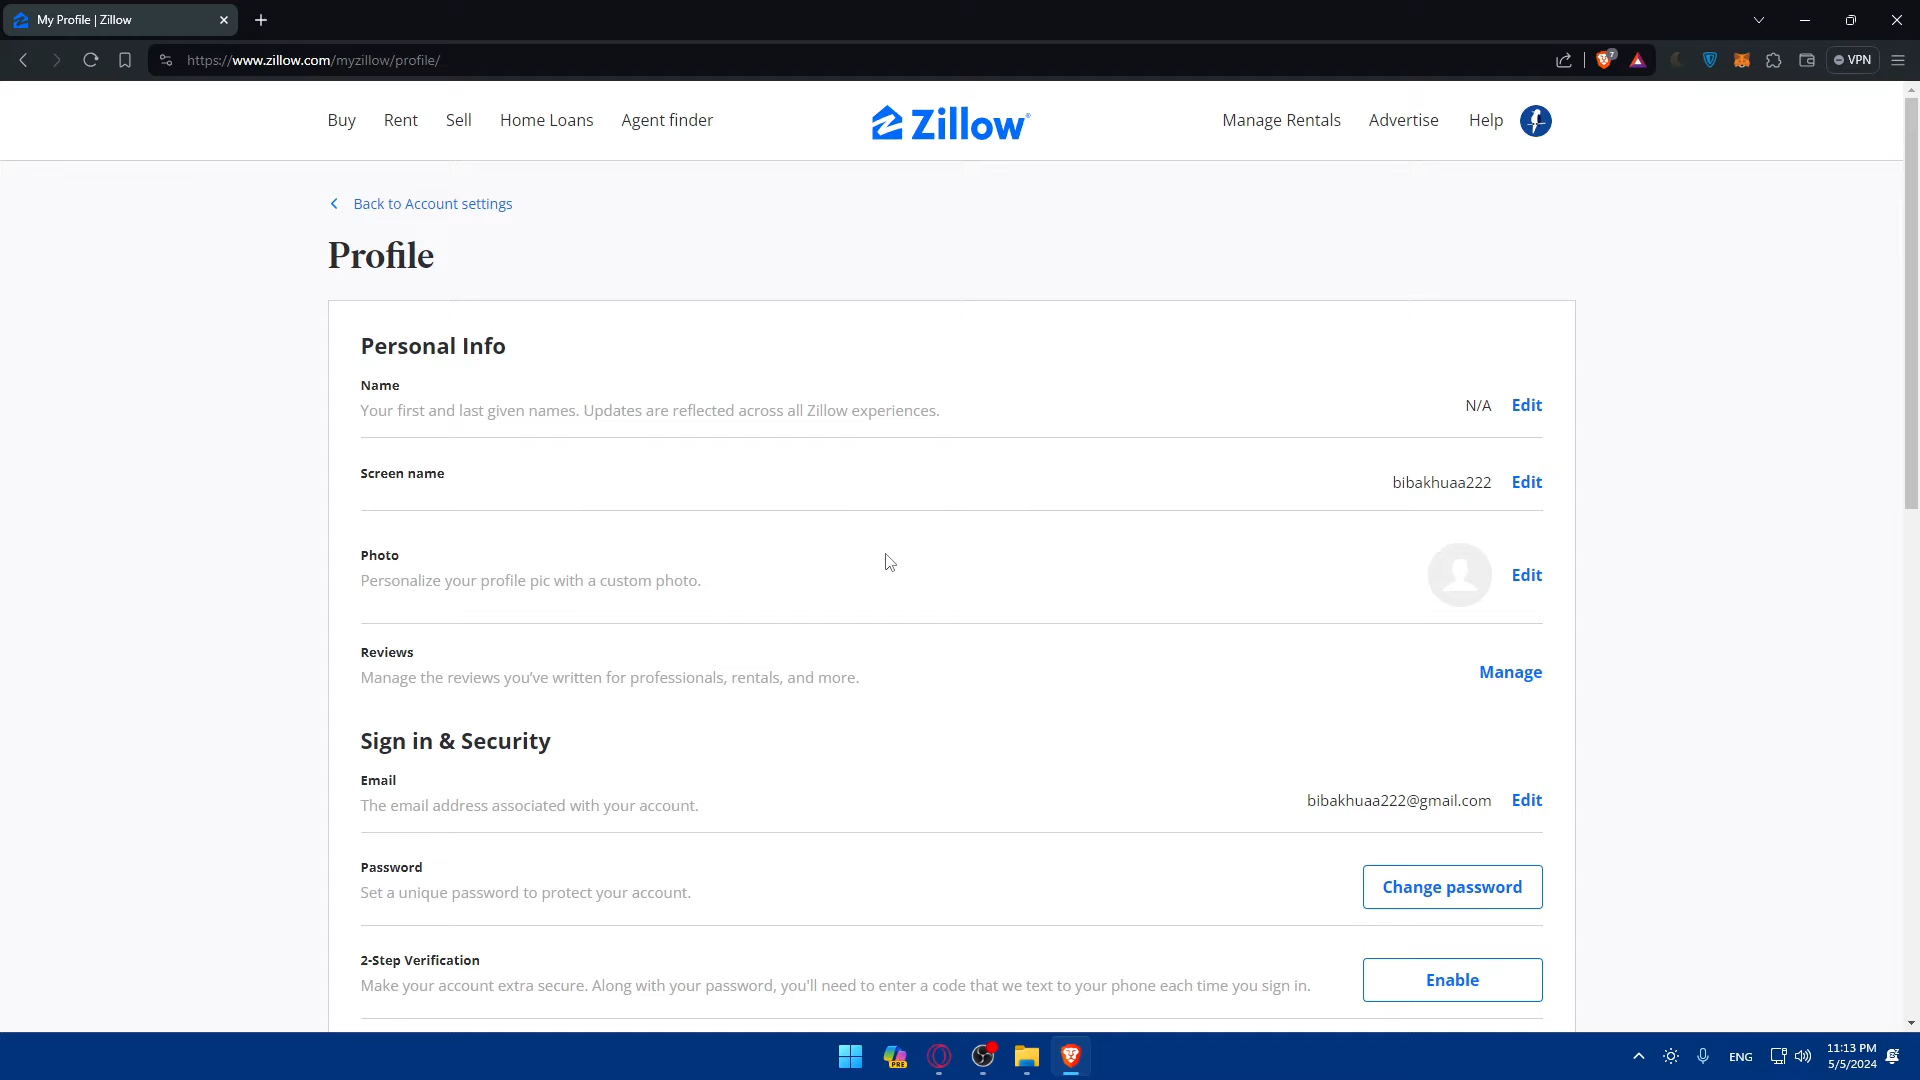 My Profile | Zillow
https://www.zillow.com/myzillow/profile/
7
VPN
Buy Rent Sell Home Loans Agent finder
Zillow
Manage Rentals Advertise Help
Back to Account settings
Profile
Personal Info
Name
Your first and last given names. Updates are reflected across all Zillow experiences.
N/A Edit
Screen name
bibakhuaa222 Edit
Photo
Personalize your profile pic with a custom photo.
Edit
Reviews
Manage the reviews you’ve written for professionals, rentals, and more.
Manage
Sign in & Security
Email
The email address associated with your account.
bibakhuaa222@gmail.com Edit
Password
Set a unique password to protect your account.
Change password
2-Step Verification
Make your account extra secure. Along with your password, you'll need to enter a code that we text to your phone each time you sign in.
Enable
PRE
ENG
11:13 PM
5/5/2024